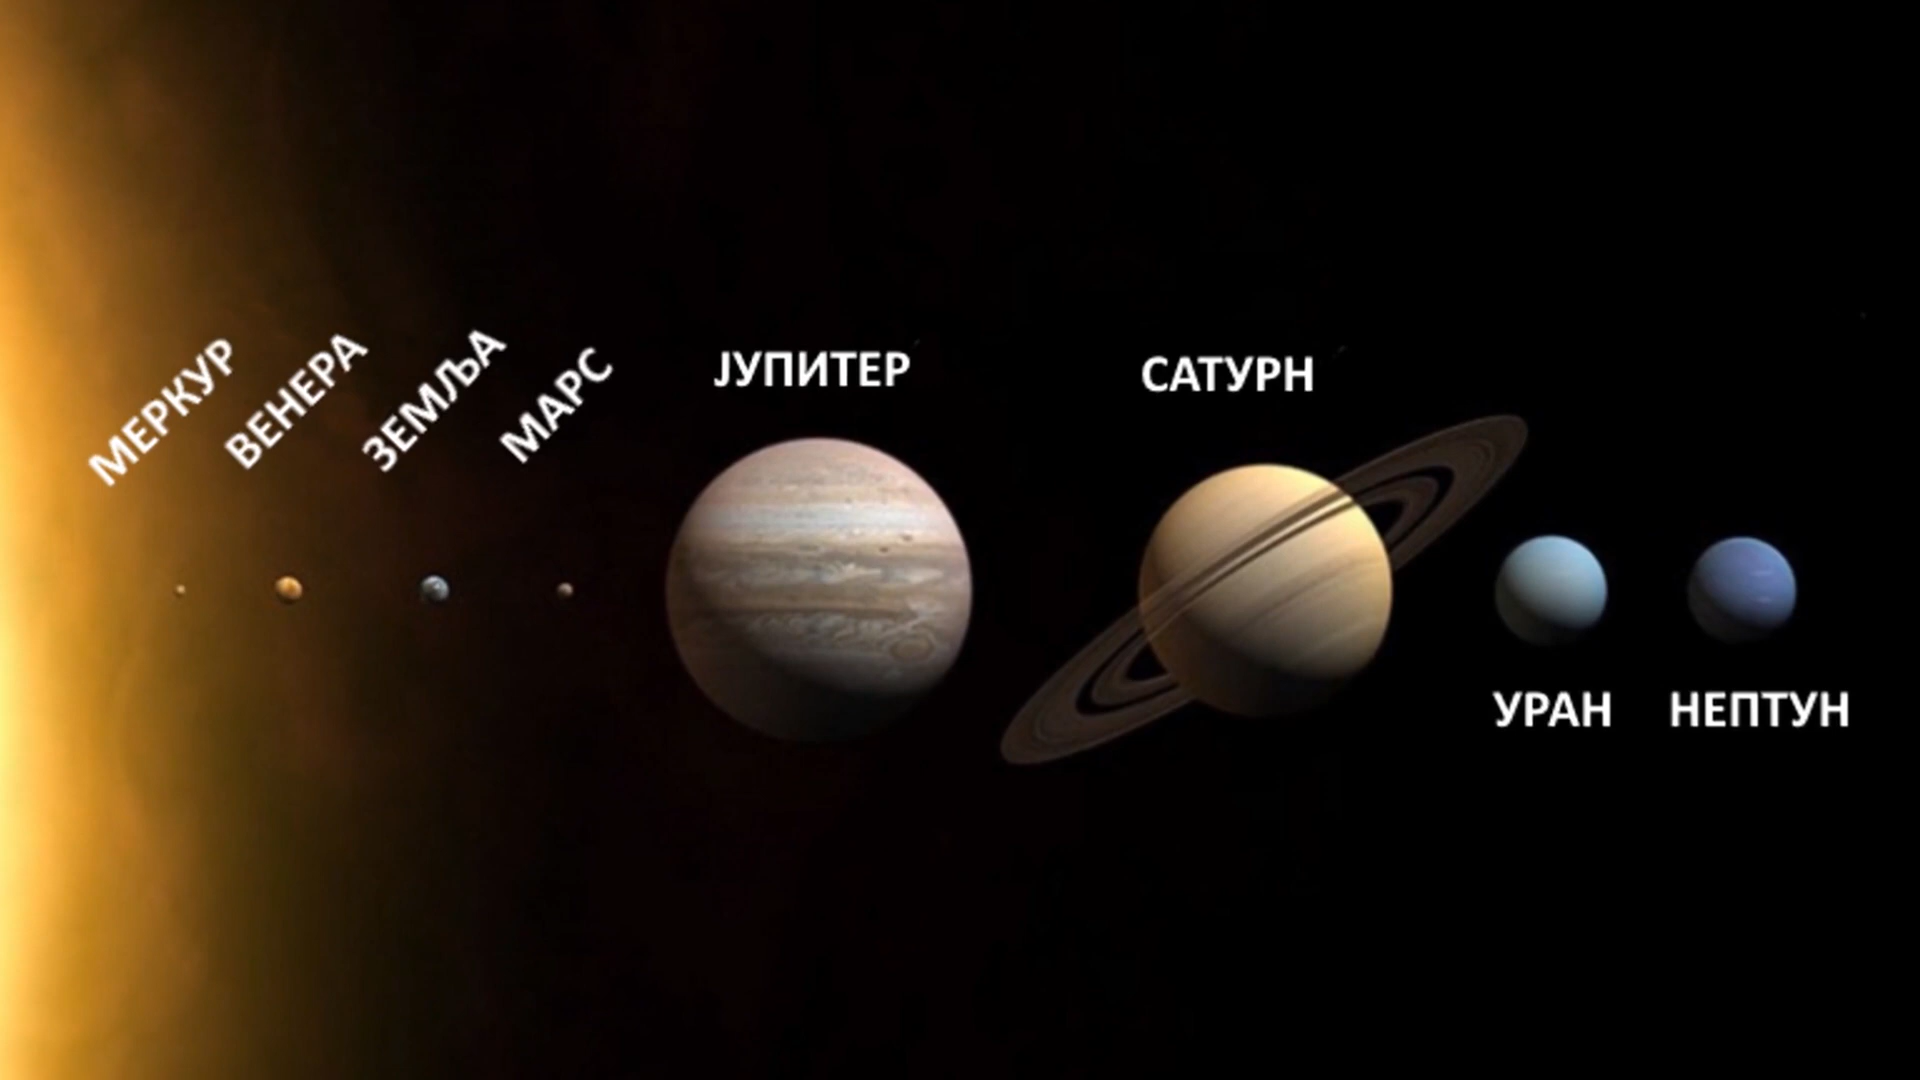 МЕРКУР
ВЕНЕРА
ЗЕМЉА
МАРС
ЈУПИТЕР
САТУРН
УРАН
НЕПТУН